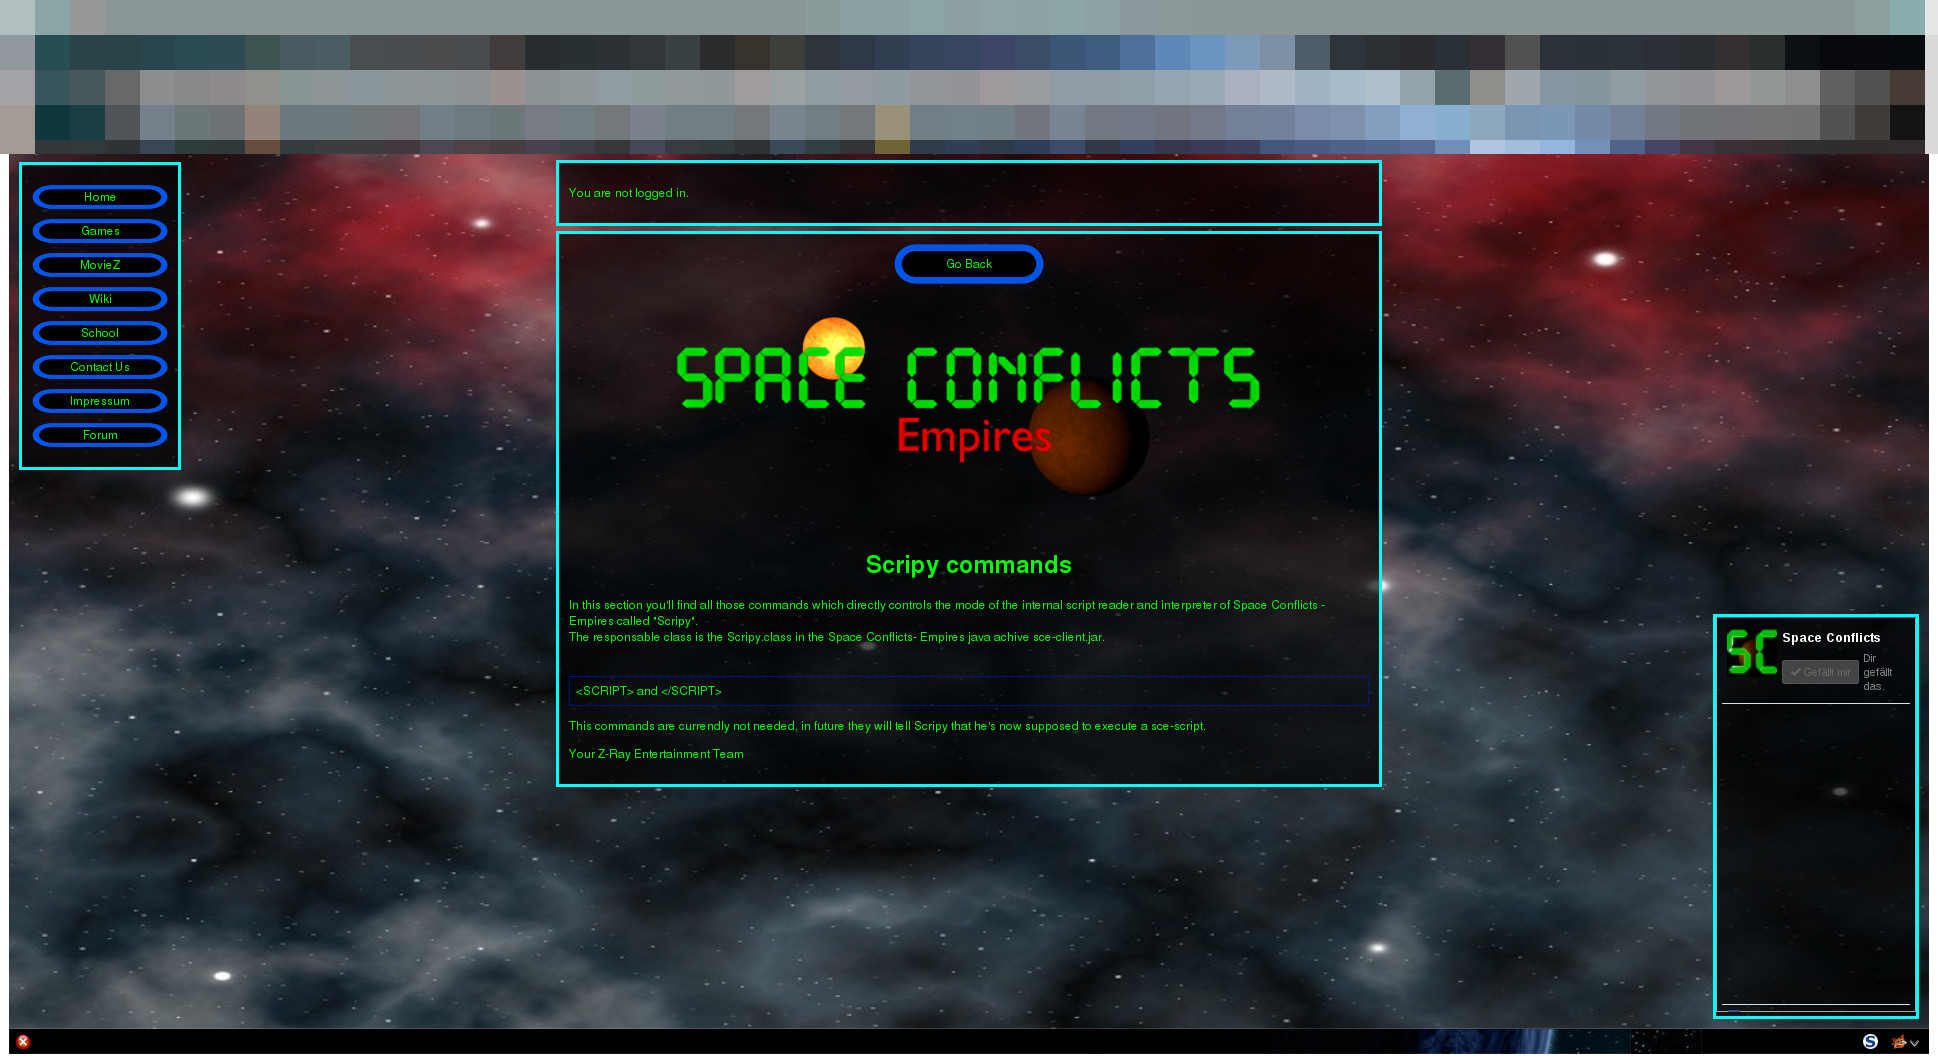 Home
Games
MovieZ
Wiki
School
Contact Us
Impressum
Forum
You are not logged in.
Go Back
SPACE CONFLICTS
Empires
Scripy commands
In this section you'll find all those commands which directly controls the mode of the internal script reader and interpreter of Space Conflicts -
Empires called "Scripy".
The responsable class is the Scripy.class in the Space Conflicts- Empires java achive sce-client.jar.
<SCRIPT> and </SCRIPT>
This commands are currently not needed, in future they will tell Scripy that he's now supposed to execute a sce-script.
Your Z-Ray Entertainment Team
SC
Space Conflicts
Gefällt mir
Dir
gefällt
das.
S